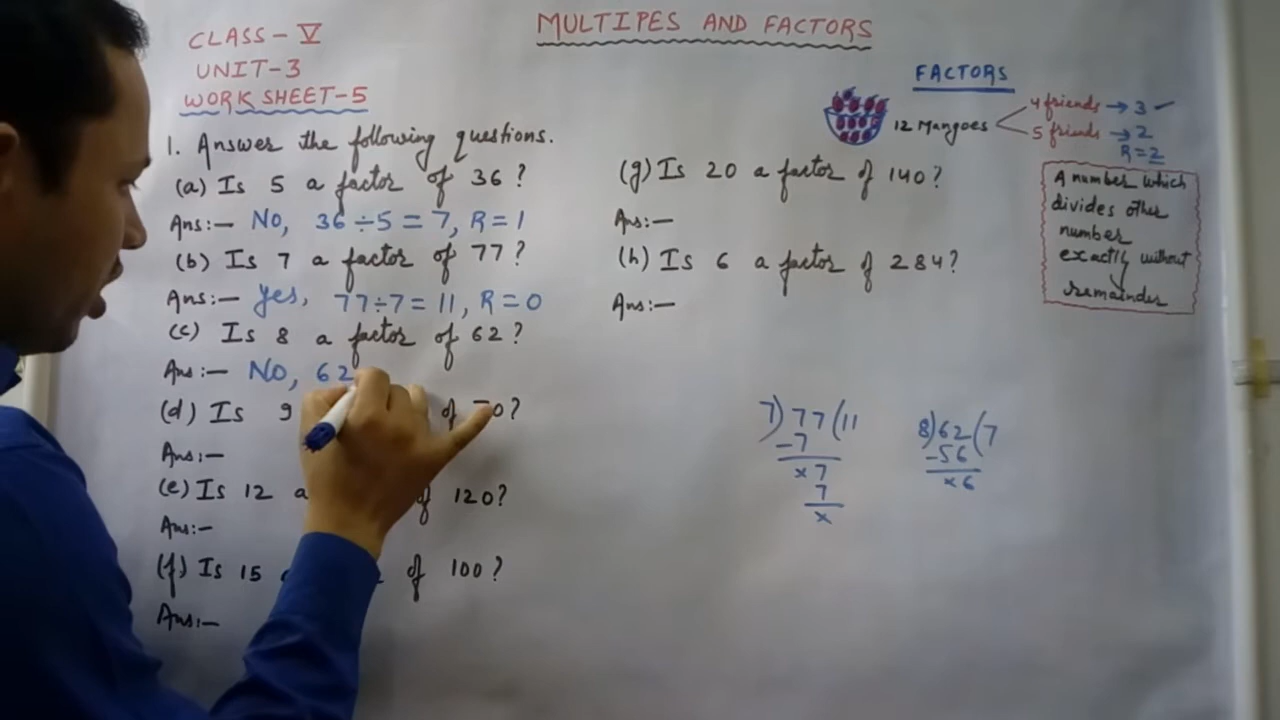 MULTIPES AND FACTORS
CLASS-V
UNIT-3
WORK SHEET-5
1. Answer the following questions.
(a) Is 5 a factor of 36?
Ans:- No, 36÷5=7, R=1
(b) Is 7 a factor of 77?
Ans:- Yes, 77÷7=11, R=0
(c) Is 8 a factor of 62?
Ans:- No, 62
(d) Is 9 of 70?
Ans:-
(e) Is 12 a of 120?
Ans:-
(f) Is 15 of 100?
Ans:-
(g) Is 20 a factor of 140?
Ans:-
(h) Is 6 a factor of 284?
Ans:-
FACTORS
12 Mangoes
4 friends → 3 ✓
5 friends → 2
R=2
A number which
divides other
number
exactly without
remainder
7)77(11
-7
x7
7
x
8)62(7
-56
x6